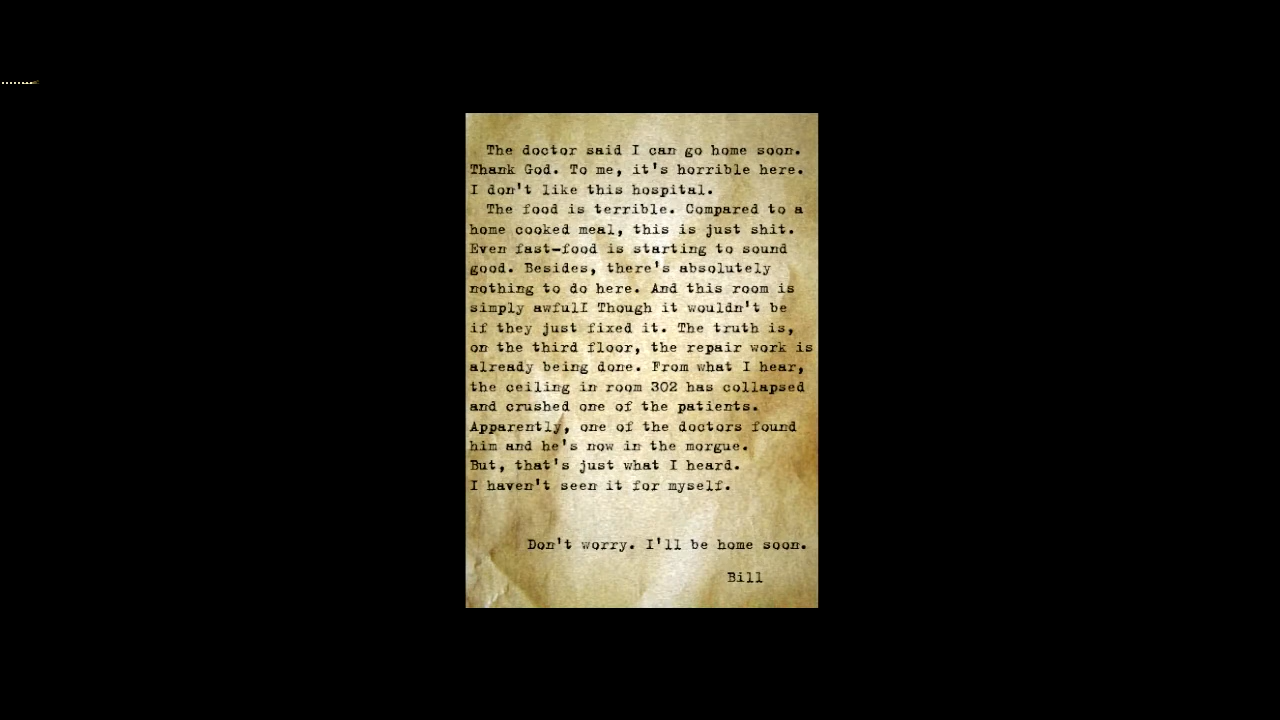 The doctor said I can go home soon.
Thank God. To me, it's horrible here.
I don't like this hospital.
The food is terrible. Compared to a
home cooked meal, this is just shit.
Even fast-food is starting to sound
good. Besides, there's absolutely
nothing to do here. And this room is
simply awfulI Though it wouldn't be
if they just fixed it. The truth is,
on the third floor, the repair work is
already being done. From what I hear,
the ceiling in room 302 has collapsed
and crushed one of the patients.
Apparently, one of the doctors found
him and he's now in the morgue.
But, that's just what I heard.
I haven't seen it for myself.
Don't worry. I'll be home soon.
Bill